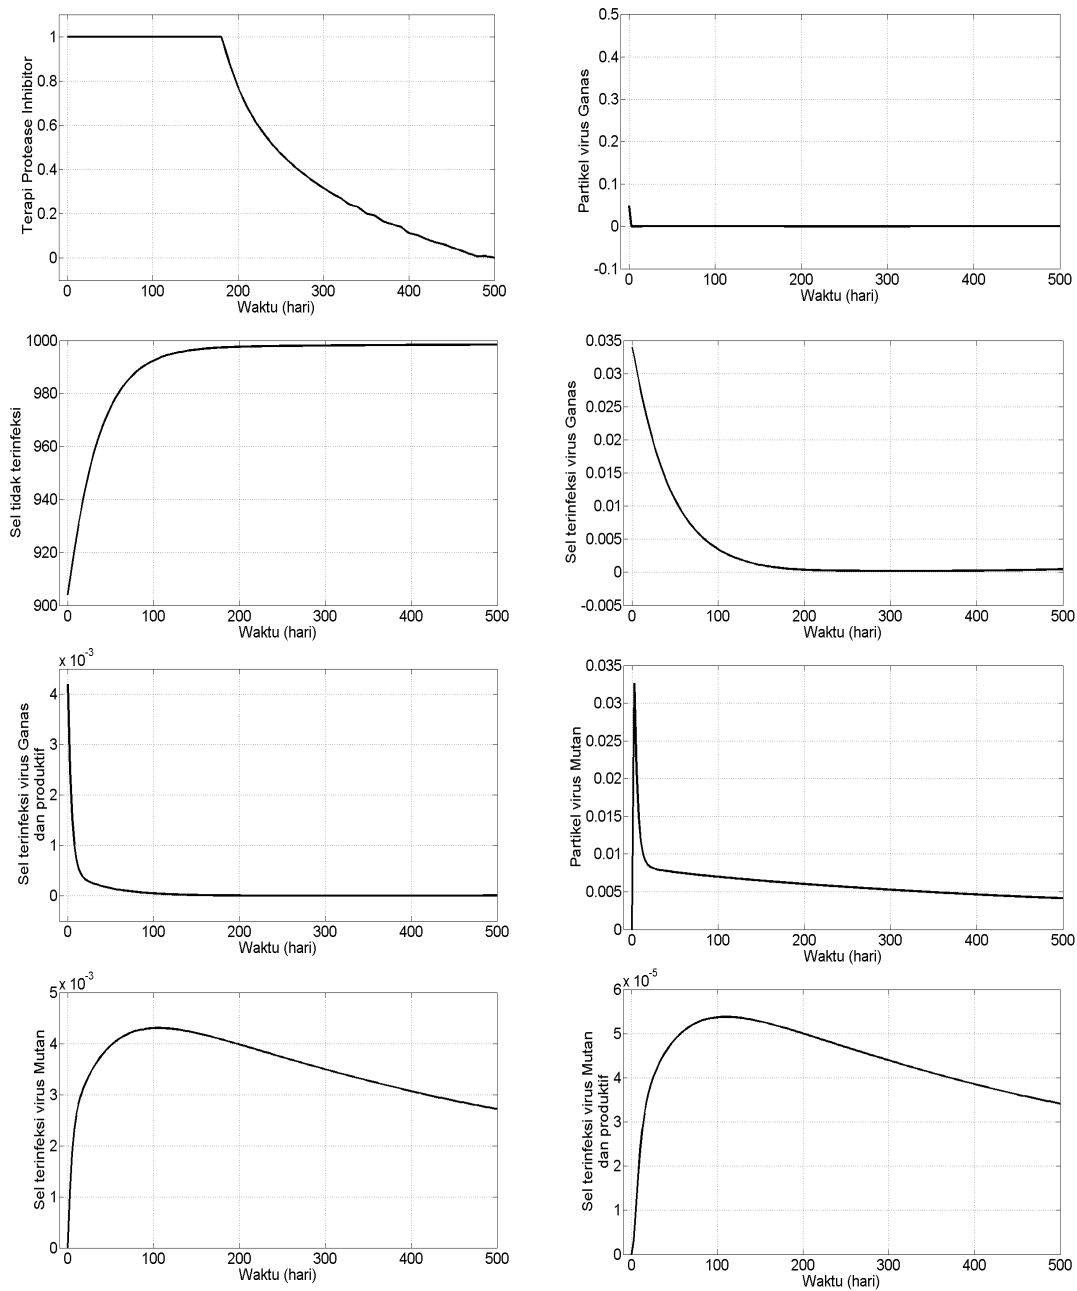 Terapi Protease Inhibitor
1
0.8
0.6
0.4
0.2
0
0 100 200 300 400 500
Waktu (hari)
Partikel virus Ganas
0.5
0.4
0.3
0.2
0.1
0
-0.1
0 100 200 300 400 500
Waktu (hari)
Sel tidak terinfeksi
1000
980
960
940
920
900
0 100 200 300 400 500
Waktu (hari)
Sel terinfeksi virus Ganas
0.035
0.03
0.025
0.02
0.015
0.01
0.005
0
-0.005
0 100 200 300 400 500
Waktu (hari)
Sel terinfeksi virus Ganas
dan produktif
x 10-3
4
3
2
1
0
0 100 200 300 400 500
Waktu (hari)
Partikel virus Mutan
0.035
0.03
0.025
0.02
0.015
0.01
0.005
0
0 100 200 300 400 500
Waktu (hari)
Sel terinfeksi virus Mutan
x 10-3
5
4
3
2
1
0
0 100 200 300 400 500
Waktu (hari)
Sel terinfeksi virus Mutan
dan produktif
x 10-5
6
5
4
3
2
1
0
0 100 200 300 400 500
Waktu (hari)